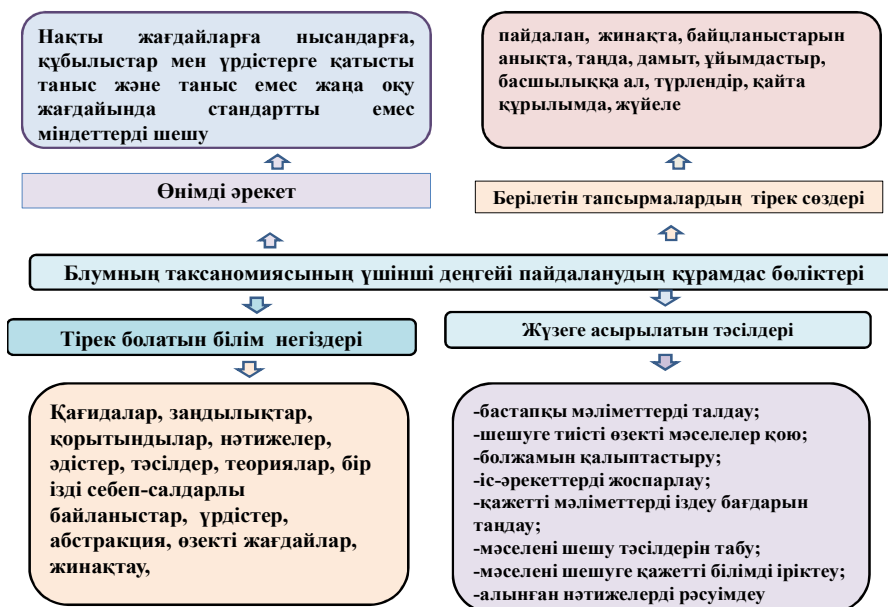 Нақты жағдайларға нысандарға,
құбылыстар мен үрдістерге қатысты
таныс және таныс емес жаңа оқу
жағдайында стандартты емес
міндеттерді шешу
пайдалан, жинақта, байцланыстарын
анықта, таңда, дамыт, ұйымдастыр,
басшылыққа ал, түрлендір, қайта
құрылымда, жүйеле
Өнімді әрекет
Берілетін тапсырмалардың тірек сөздері
Блумның таксаномиясының үшінші деңгейі пайдаланудың құрамдас бөліктері
Тірек болатын білім негіздері
Жүзеге асырылатын тәсілдері
Қағидалар, заңдылықтар,
қорытындылар, нәтижелер,
әдістер, тәсілдер, теориялар, бір
ізді себеп-салдарлы
байланыстар, үрдістер,
абстракция, өзекті жағдайлар,
жинақтау,
-бастапқы мәліметтерді талдау;
-шешуге тиісті өзекті мәселелер қою;
-болжамын қалыптастыру;
-іс-әрекеттерді жоспарлау;
-қажетті мәліметтерді іздеу бағдарын
таңдау;
-мәселені шешу тәсілдерін табу;
-мәселені шешуге қажетті білімді іріктеу;
-алынған нәтижелерді рәсуімдеу